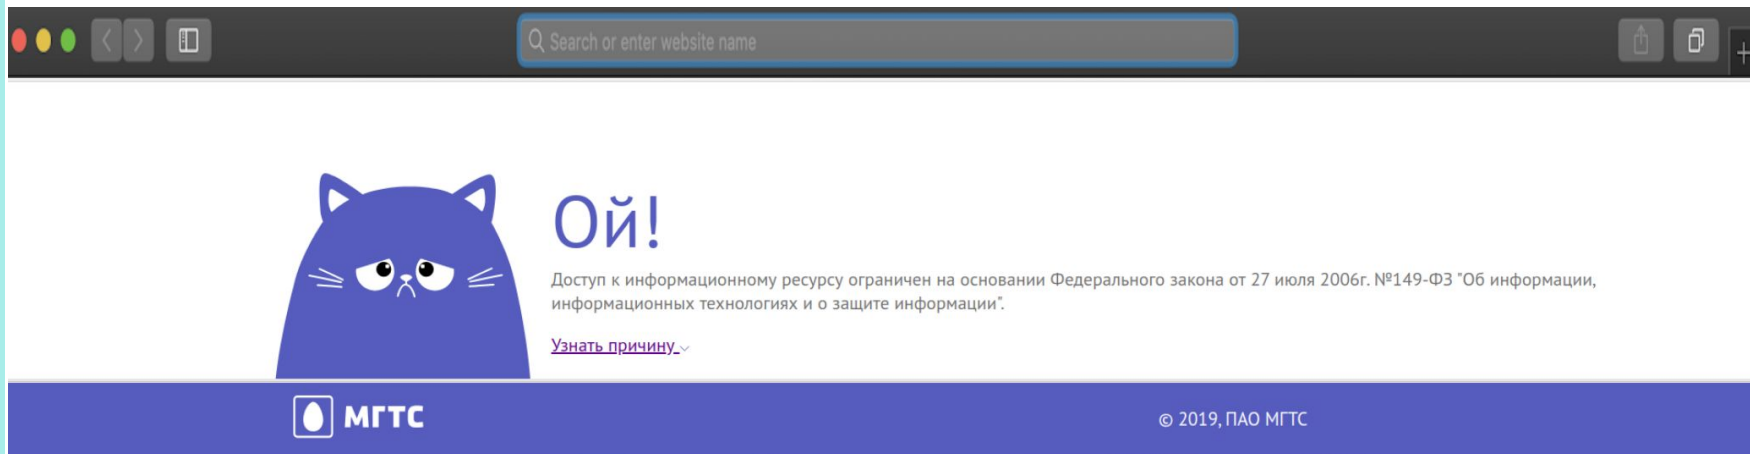 Search or enter website name
Ой!
Доступ к информационному ресурсу ограничен на основании Федерального закона от 27 июля 2006г. №149-ФЗ "Об информации,
информационных технологиях и о защите информации".
Узнать причину
МГТС
© 2019, ПАО МГТС